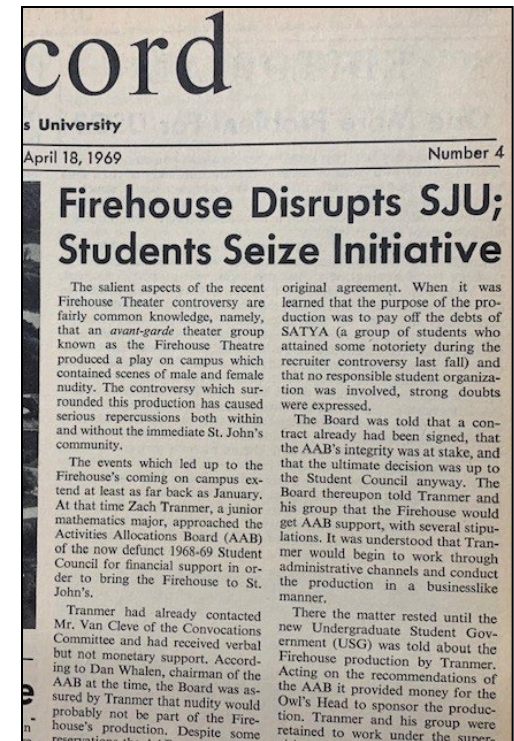 cord
s University
April 18, 1969
Number 4
Firehouse Disrupts SJU;
Students Seize Initiative
The salient aspects of the recent
Firehouse Theater controversy are
fairly common knowledge, namely,
that an avant-garde theater group
known as the Firehouse Theatre
produced a play on campus which
contained scenes of male and female
nudity. The controversy which sur-
rounded this production has caused
serious repercussions both within
and without the immediate St. John's
community.
The events which led up to the
Firehouse's coming on campus ex-
tend at least as far back as January.
At that time Zach Tranmer, a junior
mathematics major, approached the
Activities Allocations Board (AAB)
of the now defunct 1968-69 Student
Council for financial support in or-
der to bring the Firehouse to St.
John's.
Tranmer had already contacted
Mr. Van Cleve of the Convocations
Committee and had received verbal
but not monetary support. Accord-
ing to Dan Whalen, chairman of the
AAB at the time, the Board was as-
sured by Tranmer that nudity would
probably not be part of the Fire-
house's production. Despite some
original agreement. When it was
learned that the purpose of the pro-
duction was to pay off the debts of
SATYA (a group of students who
attained some notoriety during the
recruiter controversy last fall) and
that no responsible student organiza-
tion was involved, strong doubts
were expressed.
The Board was told that a con-
tract already had been signed, that
the AAB's integrity was at stake, and
that the ultimate decision was up to
the Student Council anyway. The
Board thereupon told Tranmer and
his group that the Firehouse would
get AAB support, with several stipu-
lations. It was understood that Tran-
mer would begin to work through
administrative channels and conduct
the production in a businesslike
manner.
There the matter rested until the
new Undergraduate Student Gov-
ernment (USG) was told about the
Firehouse production by Tranmer.
Acting on the recommendations of
the AAB it provided money for the
Owl's Head to sponsor the produc-
tion. Tranmer and his group were
retained to work under the super-